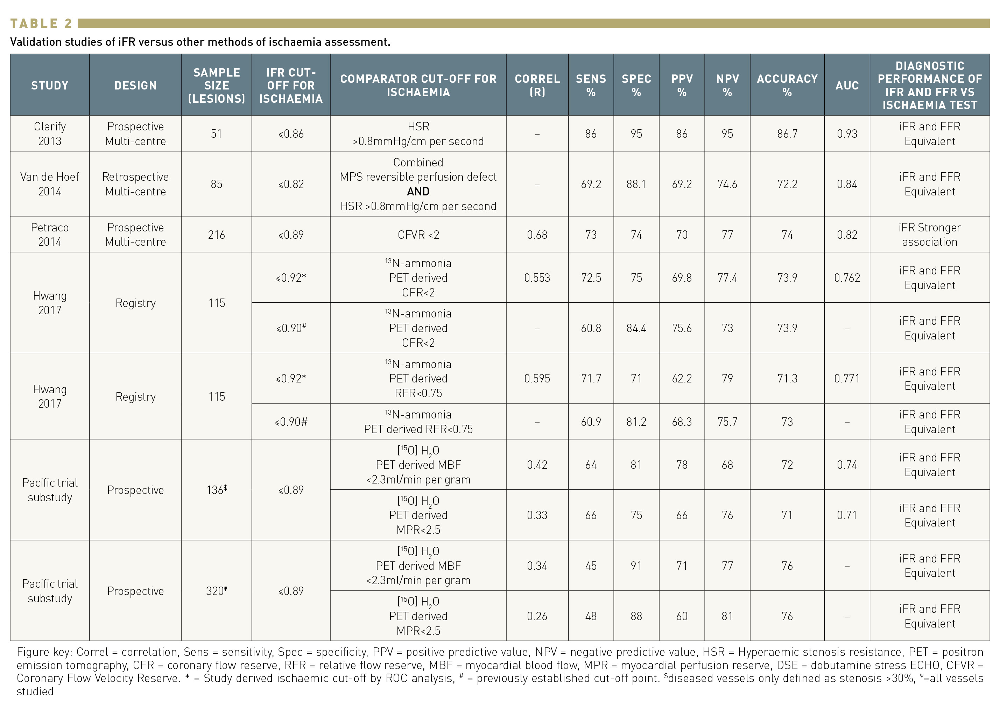 TABLE 2
Validation studies of iFR versus other methods of ischaemia assessment.
STUDY
DESIGN
SAMPLE
SIZE
(LESIONS)
IFR CUT-
OFF FOR
ISCHAEMIA
COMPARATOR CUT-OFF FOR
ISCHAEMIA
CORREL
(R)
SENS
%
SPEC
%
PPV
%
NPV
%
ACCURACY
%
AUC
DIAGNOSTIC
PERFORMANCE OF
IFR AND FFR VS
ISCHAEMIA TEST
Clarify
2013
Prospective
Multi-centre
51
⩽0.86
HSR
>0.8mmHg/cm per second
–
86
95
86
95
86.7
0.93
iFR and FFR
Equivalent
Van de Hoef
2014
Retrospective
Multi-centre
85
⩽0.82
Combined
MPS reversible perfusion defect
AND
HSR >0.8mmHg/cm per second
–
69.2
88.1
69.2
74.6
72.2
0.84
iFR and FFR
Equivalent
Petraco
2014
Prospective
Multi-centre
216
⩽0.89
CFVR <2
0.68
73
74
70
77
74
0.82
iFR Stronger
association
Hwang
2017
Registry
115
⩽0.92*
¹³N-ammonia
PET derived
CFR<2
0.553
72.5
75
69.8
77.4
73.9
0.762
iFR and FFR
Equivalent
⩽0.90#
¹³N-ammonia
PET derived
CFR<2
–
60.8
84.4
75.6
73
73.9
–
iFR and FFR
Equivalent
Hwang
2017
Registry
115
⩽0.92*
¹³N-ammonia
PET derived
RFR<0.75
0.595
71.7
71
62.2
79
71.3
0.771
iFR and FFR
Equivalent
⩽0.90#
¹³N-ammonia
PET derived RFR<0.75
–
60.9
81.2
68.3
75.7
73
–
iFR and FFR
Equivalent
Pacific trial
substudy
Prospective
136$
⩽0.89
[¹⁵O] H₂O
PET derived MBF
<2.3ml/min per gram
0.42
64
81
78
68
72
0.74
iFR and FFR
Equivalent
[¹⁵O] H₂O
PET derived
MPR<2.5
0.33
66
75
66
76
71
0.71
iFR and FFR
Equivalent
Pacific trial
substudy
Prospective
320Ψ
⩽0.89
[¹⁵O] H₂O
PET derived MBF
<2.3ml/min per gram
0.34
45
91
71
77
76
–
iFR and FFR
Equivalent
[¹⁵O] H₂O
PET derived
MPR<2.5
0.26
48
88
60
81
76
–
iFR and FFR
Equivalent
Figure key: Correl = correlation, Sens = sensitivity, Spec = specificity, PPV = positive predictive value, NPV = negative predictive value, HSR = Hyperaemic stenosis resistance, PET = positron
emission tomography, CFR = coronary flow reserve, RFR = relative flow reserve, MBF = myocardial blood flow, MPR = myocardial perfusion reserve, DSE = dobutamine stress ECHO, CFVR =
Coronary Flow Velocity Reserve. * = Study derived ischaemic cut-off by ROC analysis, # = previously established cut-off point. $diseased vessels only defined as stenosis >30%, Ψ=all vessels
studied